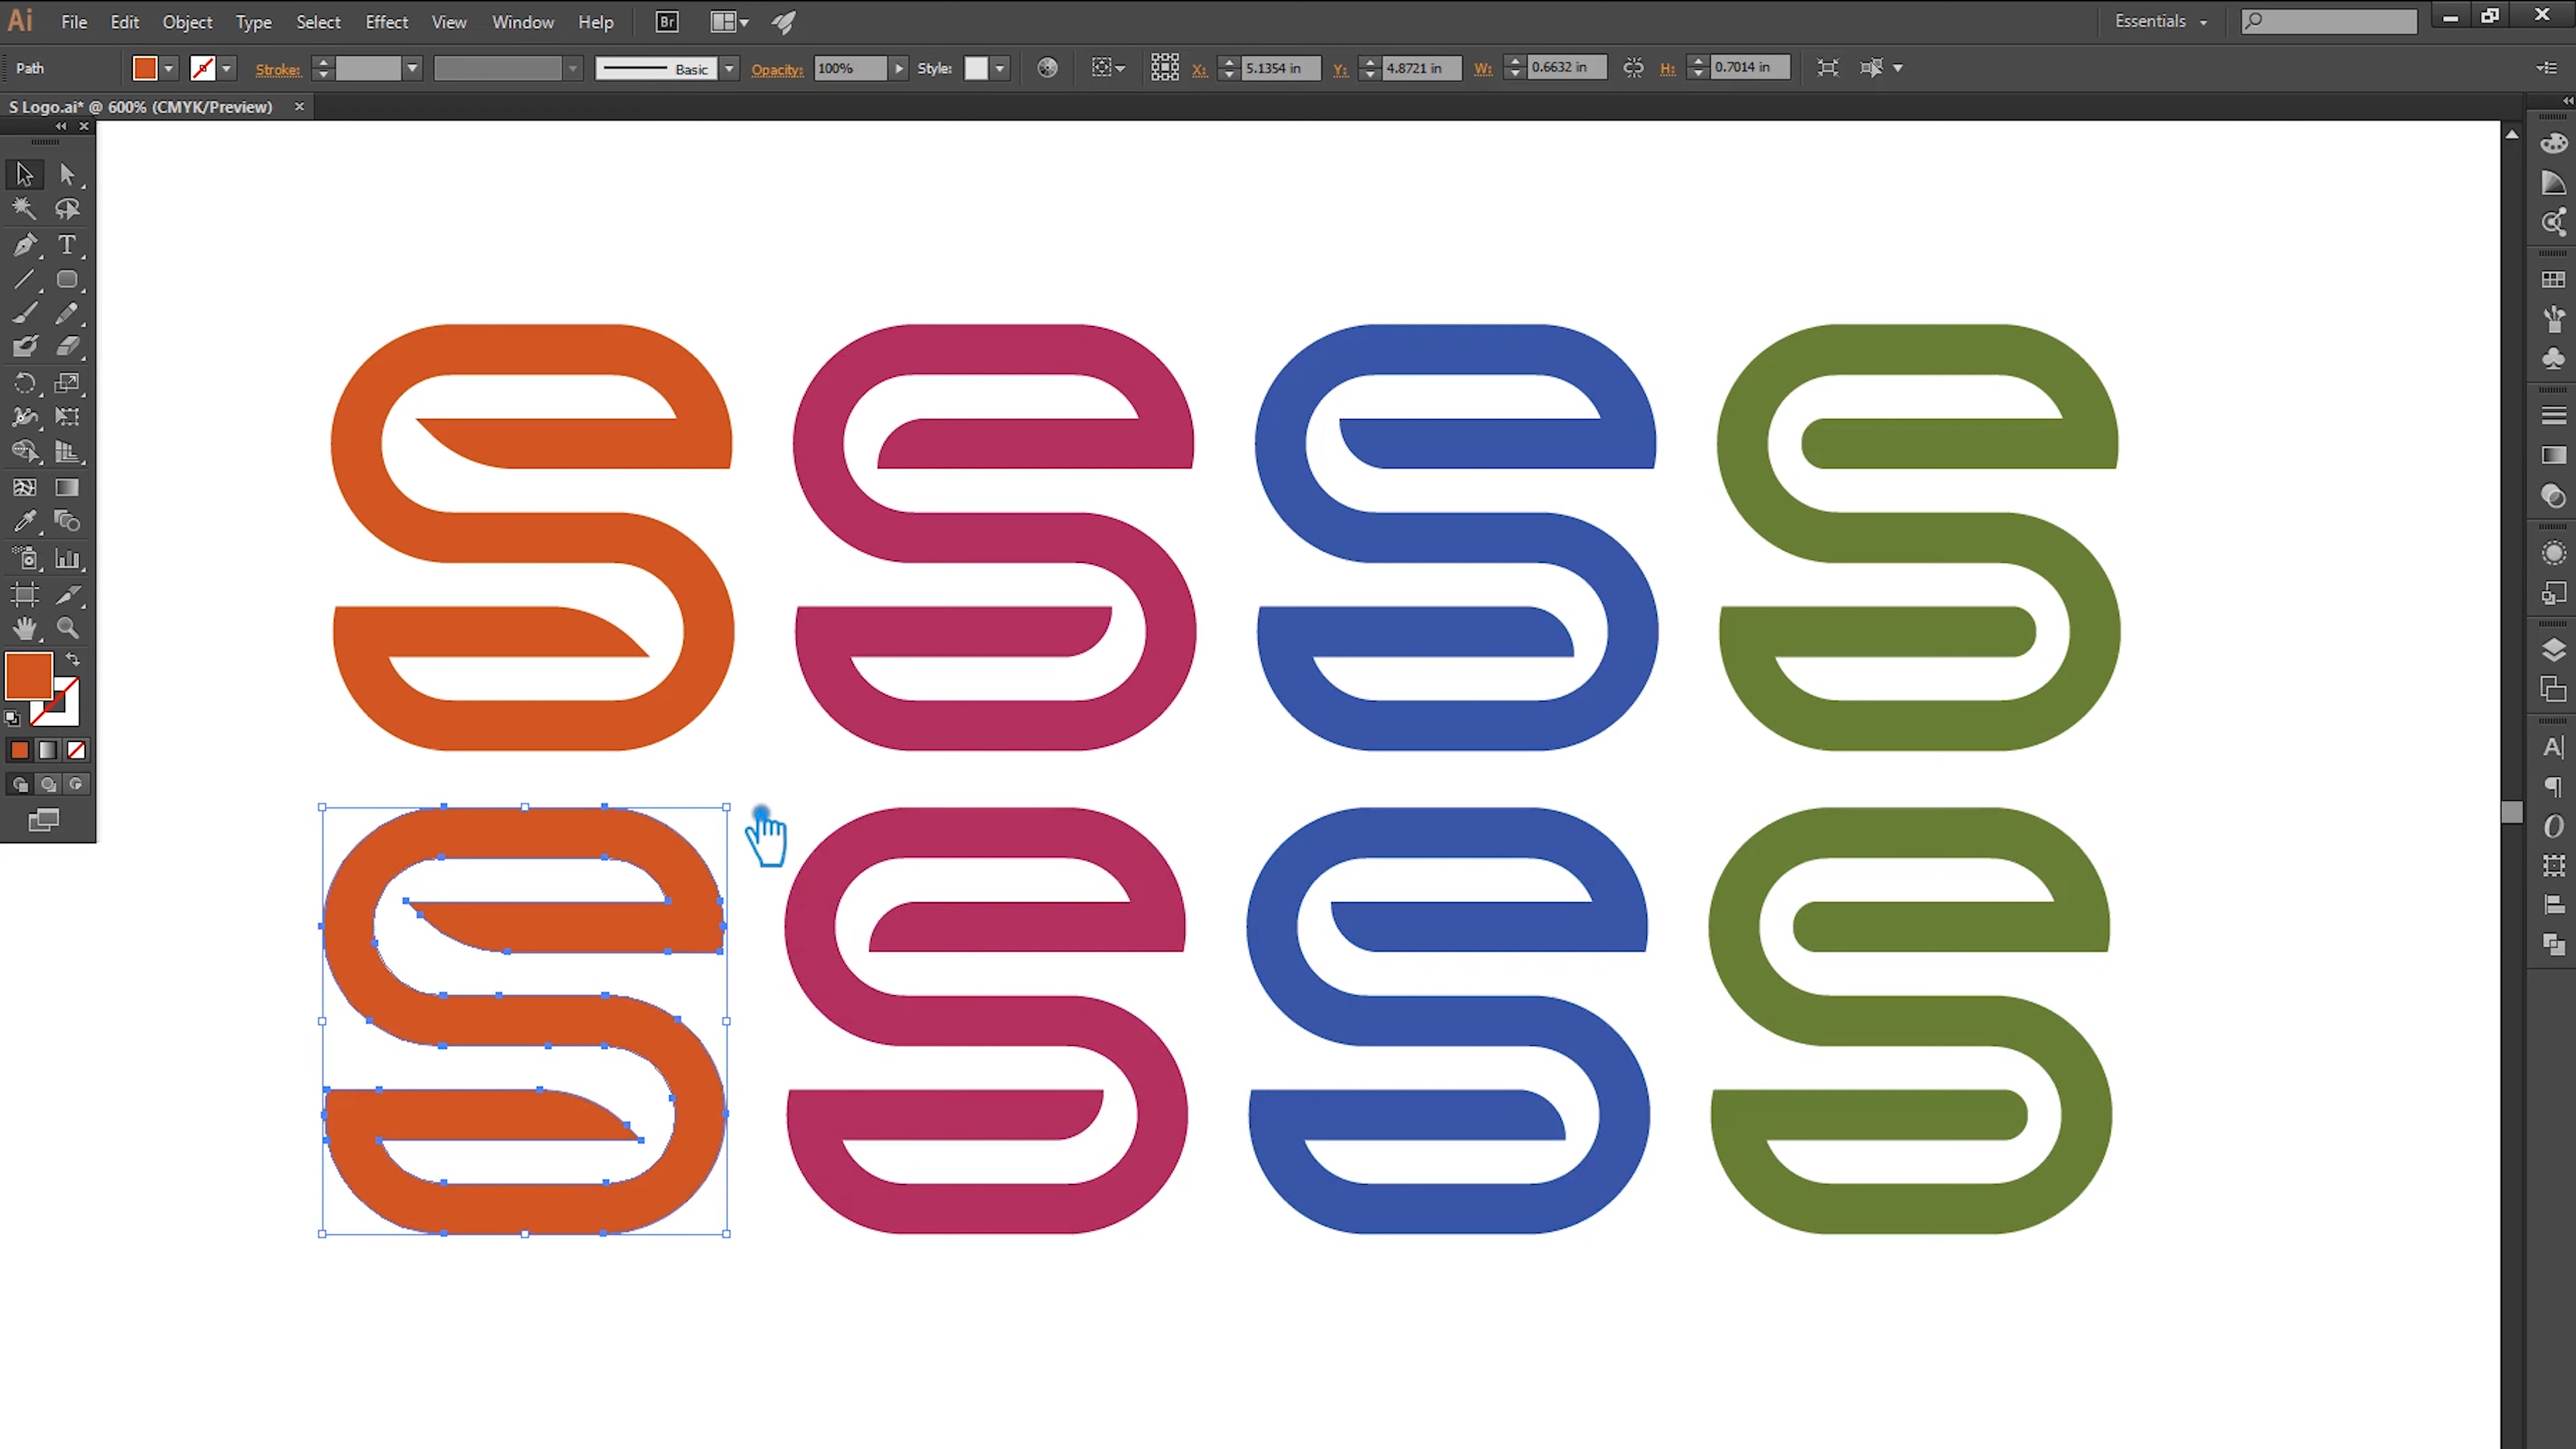 Ai File Edit Object Type Select Effect View Window Help Br Essentials
Path Stroke: Basic Opacity: 100% Style: X: 5.1354 in Y: 4.8721 in W: 0.6632 in H: 0.7014 in
S Logo.ai* @ 600% (CMYK/Preview)